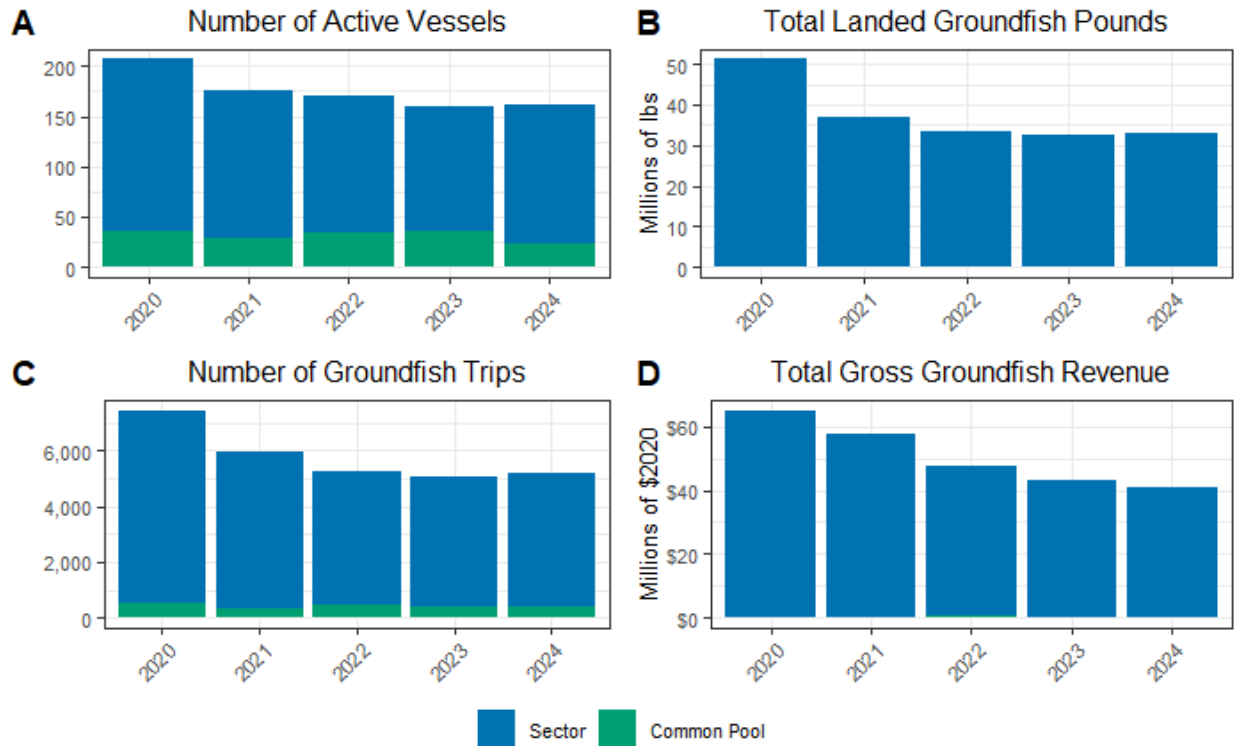 A Number of Active Vessels
200
150
100
50
0
2020 2021 2022 2023 2024
B Total Landed Groundfish Pounds
Millions of lbs
50
40
30
20
10
0
2020 2021 2022 2023 2024
C Number of Groundfish Trips
6,000
4,000
2,000
0
2020 2021 2022 2023 2024
D Total Gross Groundfish Revenue
Millions of $2020
$60
$40
$20
$0
2020 2021 2022 2023 2024
Sector Common Pool